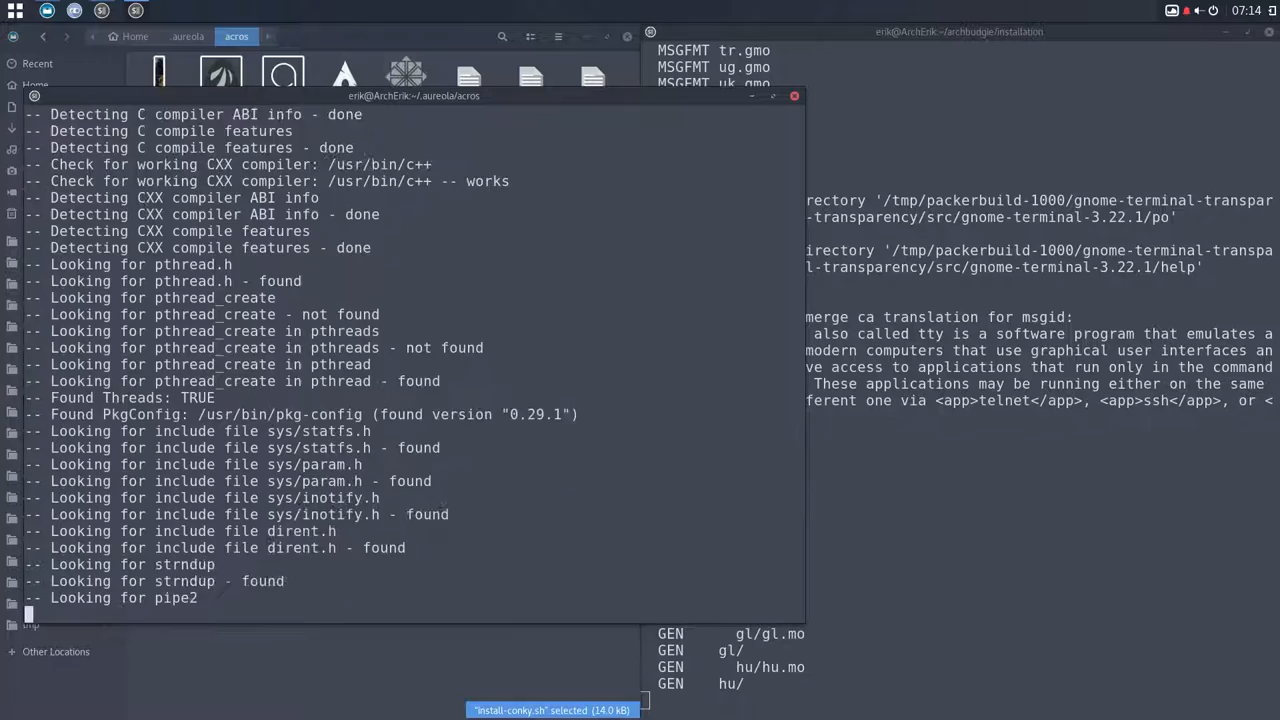 07:14
Home
.aureola
acros
erik@ArchErik:~/archbudgie/installation
Recent
Home
MSGFMT tr.gmo
MSGFMT ug.gmo
MSGFMT uk.gmo
erik@ArchErik:~/.aureola/acros
-- Detecting C compiler ABI info - done
-- Detecting C compile features
-- Detecting C compile features - done
-- Check for working CXX compiler: /usr/bin/c++
-- Check for working CXX compiler: /usr/bin/c++ -- works
-- Detecting CXX compiler ABI info
-- Detecting CXX compiler ABI info - done
-- Detecting CXX compile features
-- Detecting CXX compile features - done
-- Looking for pthread.h
-- Looking for pthread.h - found
-- Looking for pthread_create
-- Looking for pthread_create - not found
-- Looking for pthread_create in pthreads
-- Looking for pthread_create in pthreads - not found
-- Looking for pthread_create in pthread
-- Looking for pthread_create in pthread - found
-- Found Threads: TRUE
-- Found PkgConfig: /usr/bin/pkg-config (found version "0.29.1")
-- Looking for include file sys/statfs.h
-- Looking for include file sys/statfs.h - found
-- Looking for include file sys/param.h
-- Looking for include file sys/param.h - found
-- Looking for include file sys/inotify.h
-- Looking for include file sys/inotify.h - found
-- Looking for include file dirent.h
-- Looking for include file dirent.h - found
-- Looking for strndup
-- Looking for strndup - found
-- Looking for pipe2
rectory '/tmp/packerbuild-1000/gnome-terminal-transpar
-transparency/src/gnome-terminal-3.22.1/po'
irectory '/tmp/packerbuild-1000/gnome-terminal-transpa
l-transparency/src/gnome-terminal-3.22.1/help'
merge ca translation for msgid:
also called tty is a software program that emulates a
modern computers that use graphical user interfaces an
ve access to applications that run only in the command
These applications may be running either on the same
ferent one via <app>telnet</app>, <app>ssh</app>, or <
tmp
Other Locations
GEN gl/gl.mo
GEN gl/
GEN hu/hu.mo
GEN hu/
"install-conky.sh" selected (14.0 kB)